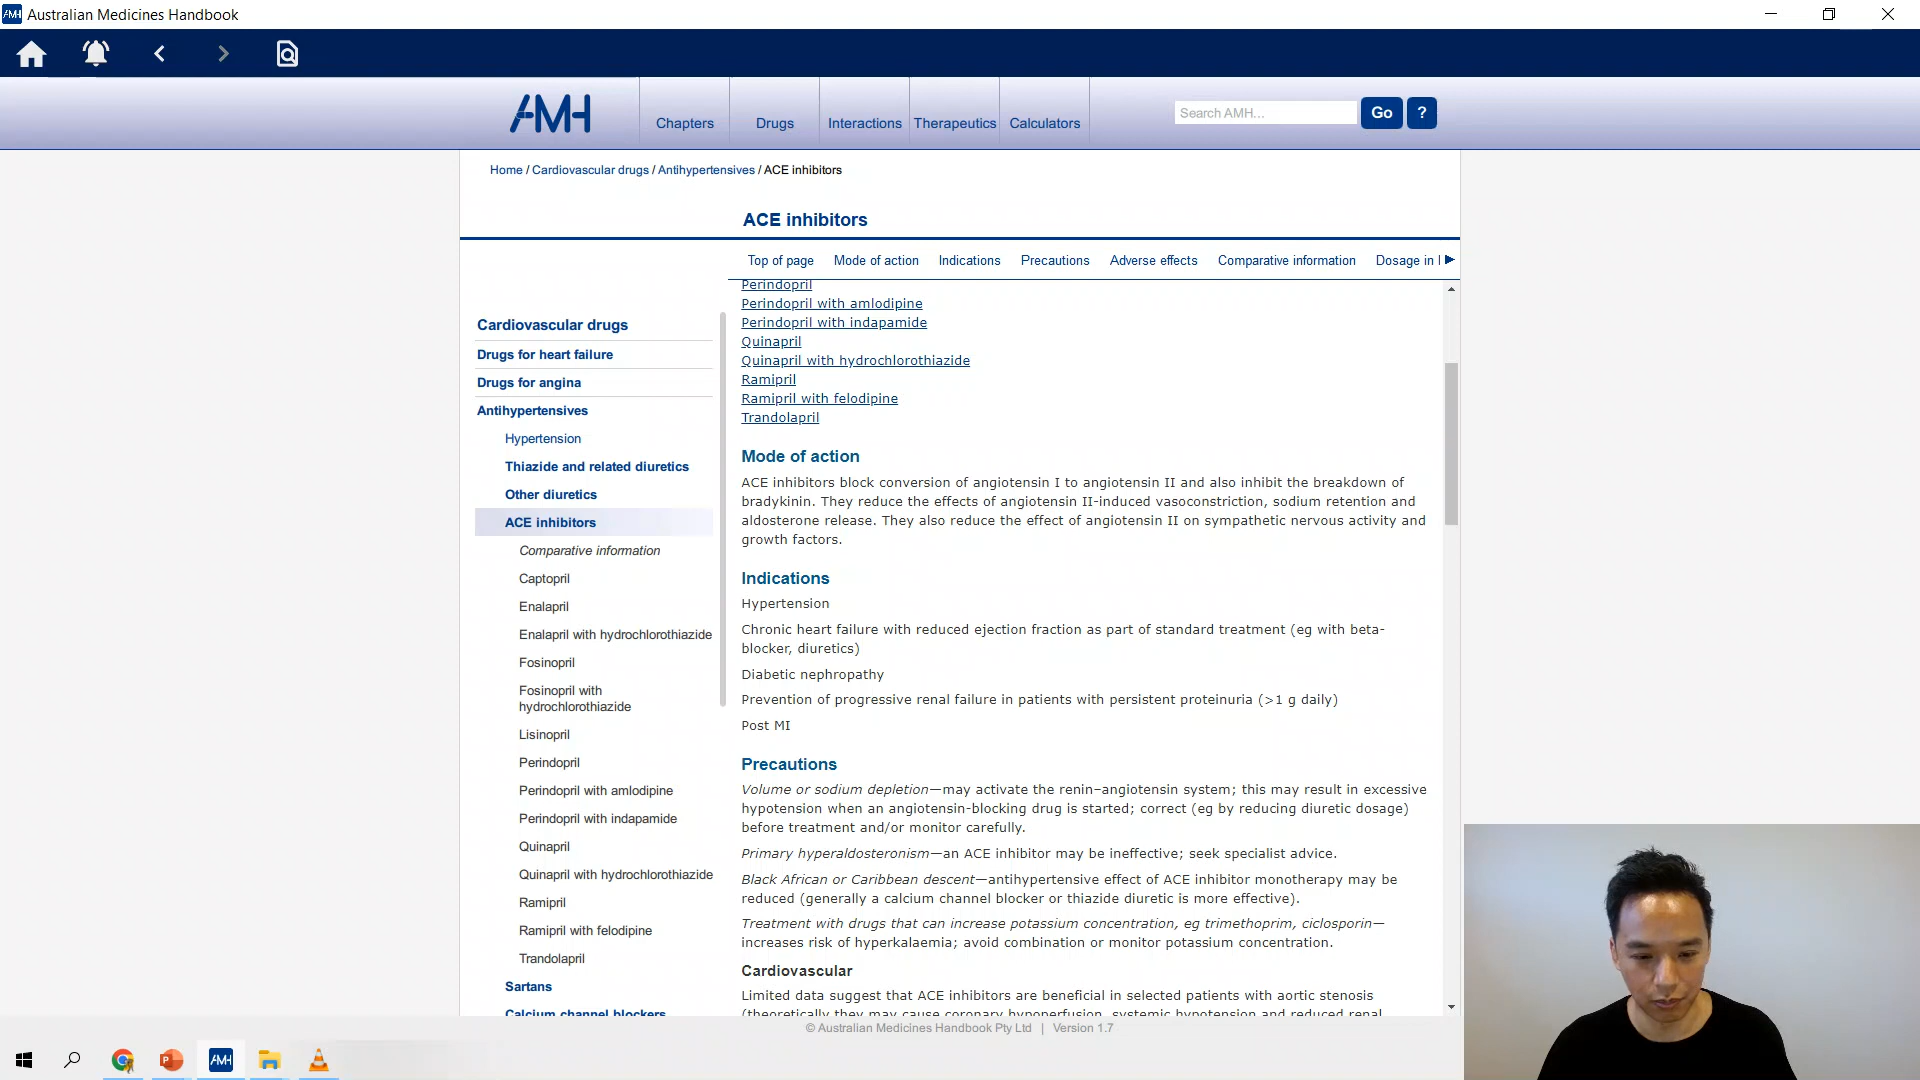 Australian Medicines Handbook
AMH
Chapters
Drugs
Interactions
Therapeutics
Calculators
Search AMH...
Go
?
Home / Cardiovascular drugs / Antihypertensives / ACE inhibitors
ACE inhibitors
Top of page
Mode of action
Indications
Precautions
Adverse effects
Comparative information
Dosage in
Cardiovascular drugs
Drugs for heart failure
Drugs for angina
Antihypertensives
Hypertension
Thiazide and related diuretics
Other diuretics
ACE inhibitors
Comparative information
Captopril
Enalapril
Enalapril with hydrochlorothiazide
Fosinopril
Fosinopril with
hydrochlorothiazide
Lisinopril
Perindopril
Perindopril with amlodipine
Perindopril with indapamide
Quinapril
Quinapril with hydrochlorothiazide
Ramipril
Ramipril with felodipine
Trandolapril
Sartans
Calcium channel blockers
Perindopril
Perindopril with amlodipine
Perindopril with indapamide
Quinapril
Quinapril with hydrochlorothiazide
Ramipril
Ramipril with felodipine
Trandolapril
Mode of action
ACE inhibitors block conversion of angiotensin I to angiotensin II and also inhibit the breakdown of
bradykinin. They reduce the effects of angiotensin II-induced vasoconstriction, sodium retention and
aldosterone release. They also reduce the effect of angiotensin II on sympathetic nervous activity and
growth factors.
Indications
Hypertension
Chronic heart failure with reduced ejection fraction as part of standard treatment (eg with beta-
blocker, diuretics)
Diabetic nephropathy
Prevention of progressive renal failure in patients with persistent proteinuria (>1 g daily)
Post MI
Precautions
Volume or sodium depletion—may activate the renin–angiotensin system; this may result in excessive
hypotension when an angiotensin-blocking drug is started; correct (eg by reducing diuretic dosage)
before treatment and/or monitor carefully.
Primary hyperaldosteronism—an ACE inhibitor may be ineffective; seek specialist advice.
Black African or Caribbean descent—antihypertensive effect of ACE inhibitor monotherapy may be
reduced (generally a calcium channel blocker or thiazide diuretic is more effective).
Treatment with drugs that can increase potassium concentration, eg trimethoprim, ciclosporin—
increases risk of hyperkalaemia; avoid combination or monitor potassium concentration.
Cardiovascular
Limited data suggest that ACE inhibitors are beneficial in selected patients with aortic stenosis
(theoretically they may cause coronary hypoperfusion, systemic hypotension and reduced renal
© Australian Medicines Handbook Pty Ltd | Version 1.7